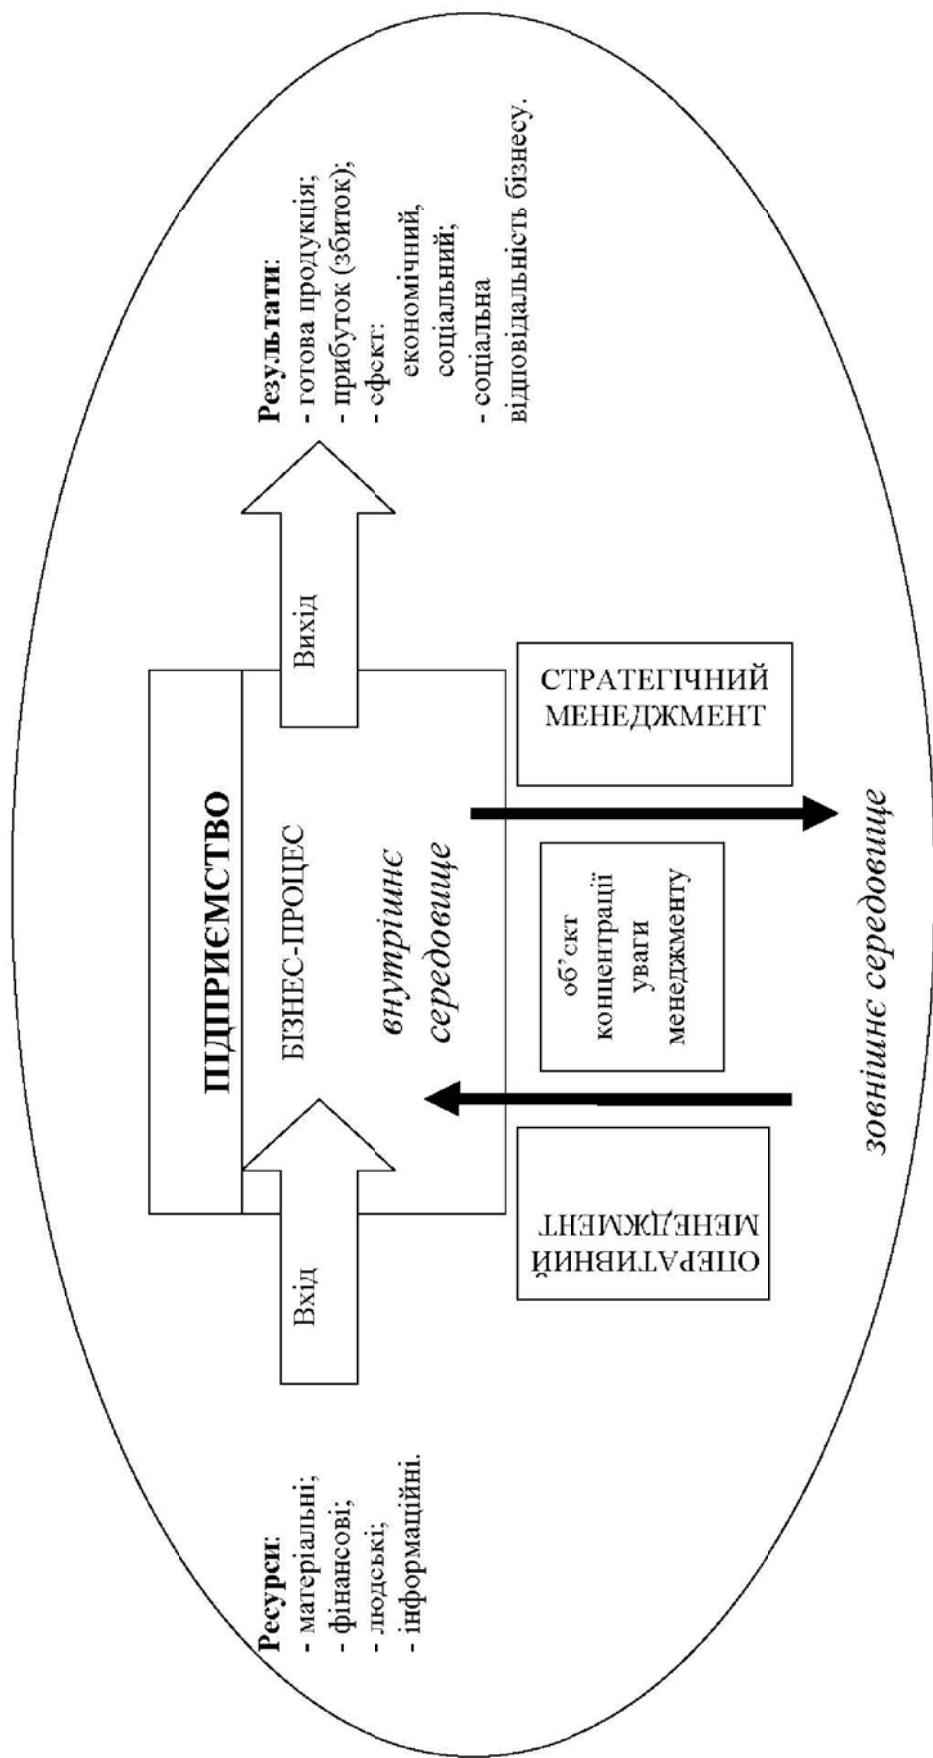 ПІДПРИЄМСТВО
Ресурси:
- матеріальні;
- фінансові;
- людські;
- інформаційні.
Вхід
БІЗНЕС-ПРОЦЕС
внутрішнє
середовище
Вихід
Результати:
- готова продукція;
- прибуток (збиток);
- ефект:
економічний,
соціальний;
- соціальна
відповідальність бізнесу.
ОПЕРАТИВНИЙ
МЕНЕДЖМЕНТ
об’єкт
концентрації
уваги
менеджменту
СТРАТЕГІЧНИЙ
МЕНЕДЖМЕНТ
зовнішнє середовище